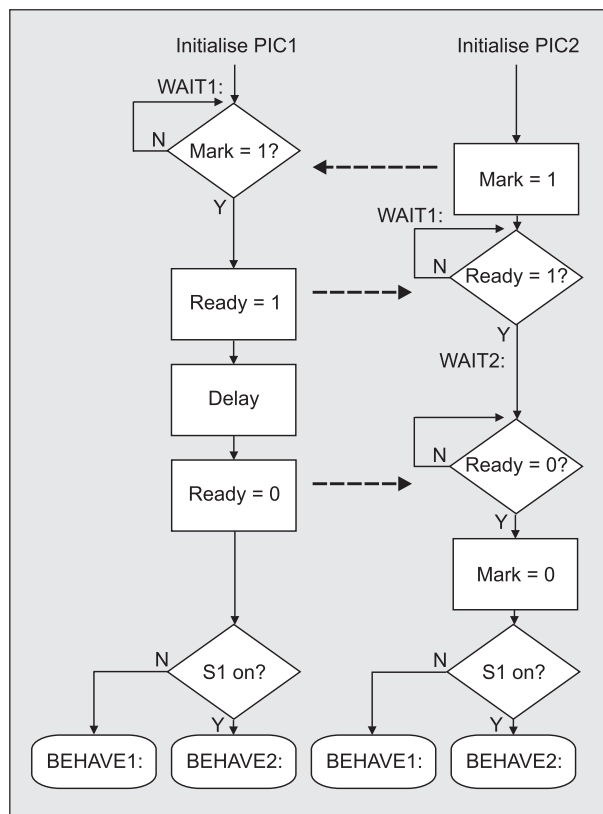 Initialise PIC1
WAIT1:
N
Mark = 1?
Y
Ready = 1
Delay
Ready = 0
N
S1 on?
Y
BEHAVE1:
BEHAVE2:
Initialise PIC2
Mark = 1
WAIT1:
N
Ready = 1?
Y
WAIT2:
N
Ready = 0?
Y
Mark = 0
N
S1 on?
Y
BEHAVE1:
BEHAVE2: